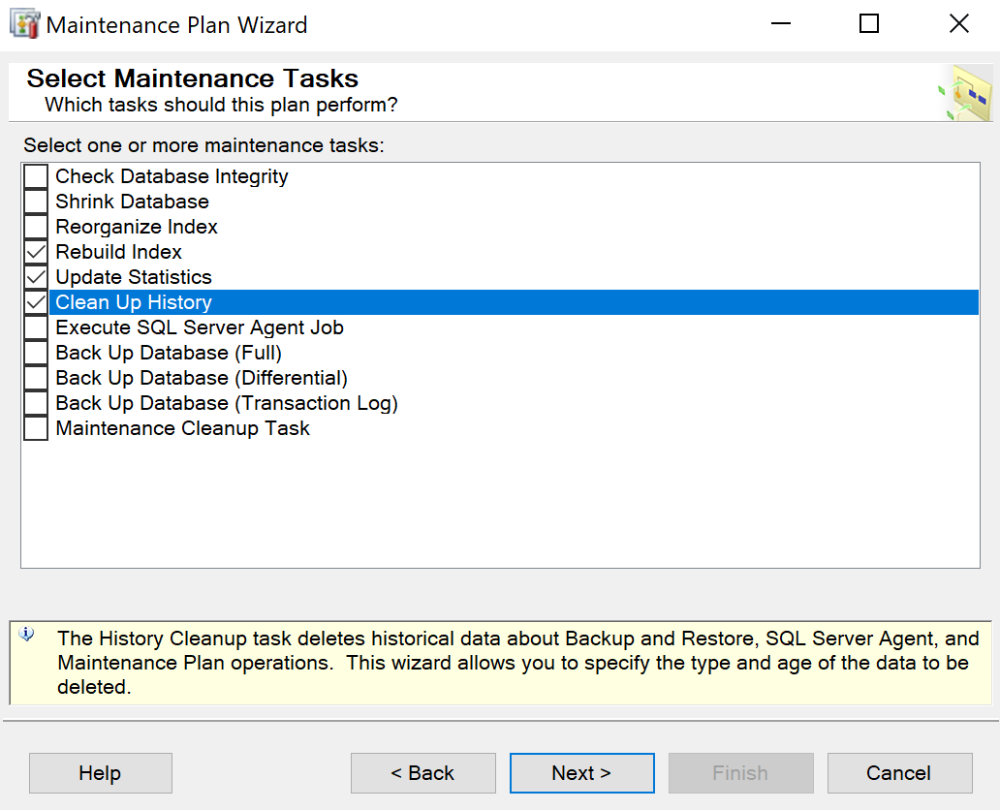 Maintenance Plan Wizard
Select Maintenance Tasks
Which tasks should this plan perform?
Select one or more maintenance tasks:
Check Database Integrity
Shrink Database
Reorganize Index
Rebuild Index
Update Statistics
Clean Up History
Execute SQL Server Agent Job
Back Up Database (Full)
Back Up Database (Differential)
Back Up Database (Transaction Log)
Maintenance Cleanup Task
The History Cleanup task deletes historical data about Backup and Restore, SQL Server Agent, and
Maintenance Plan operations.  This wizard allows you to specify the type and age of the data to be
deleted.
Help
< Back
Next >
Finish
Cancel